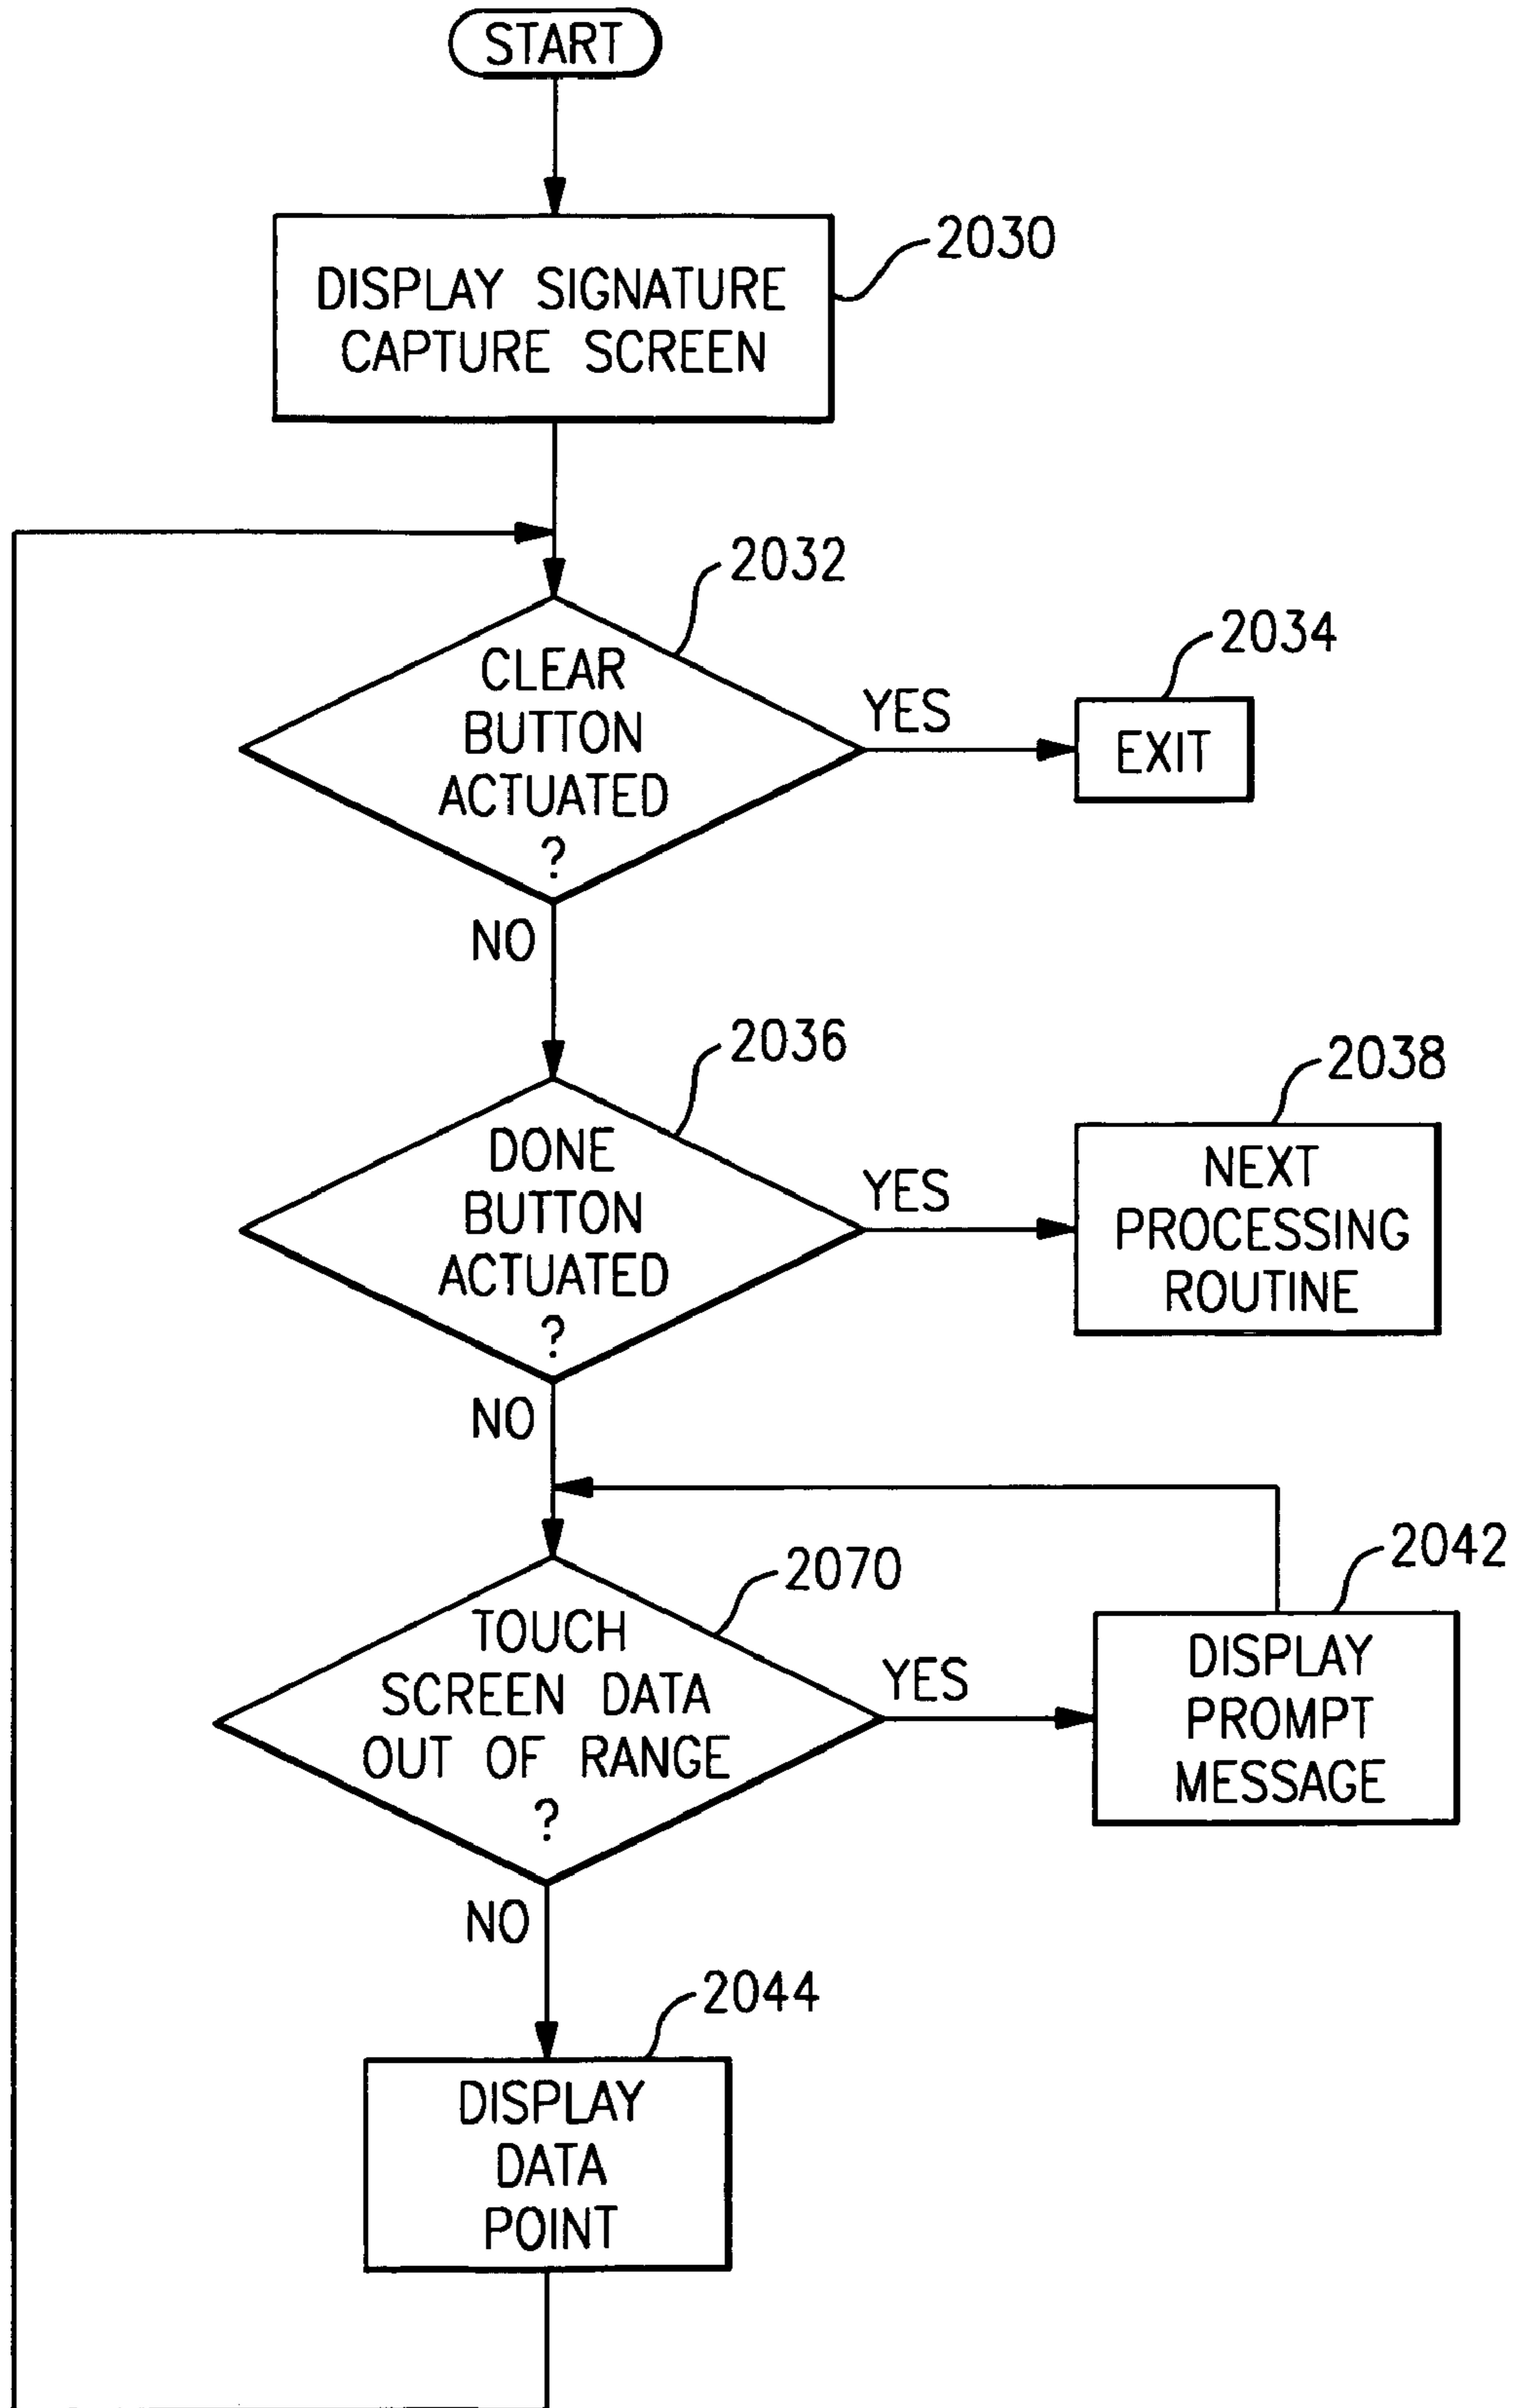 START
2030
DISPLAY SIGNATURE
CAPTURE SCREEN
2032
CLEAR
BUTTON
ACTUATED
?
YES
2034
EXIT
NO
2036
DONE
BUTTON
ACTUATED
?
YES
2038
NEXT
PROCESSING
ROUTINE
NO
2070
TOUCH
SCREEN DATA
OUT OF RANGE
?
YES
2042
DISPLAY
PROMPT
MESSAGE
NO
2044
DISPLAY
DATA
POINT